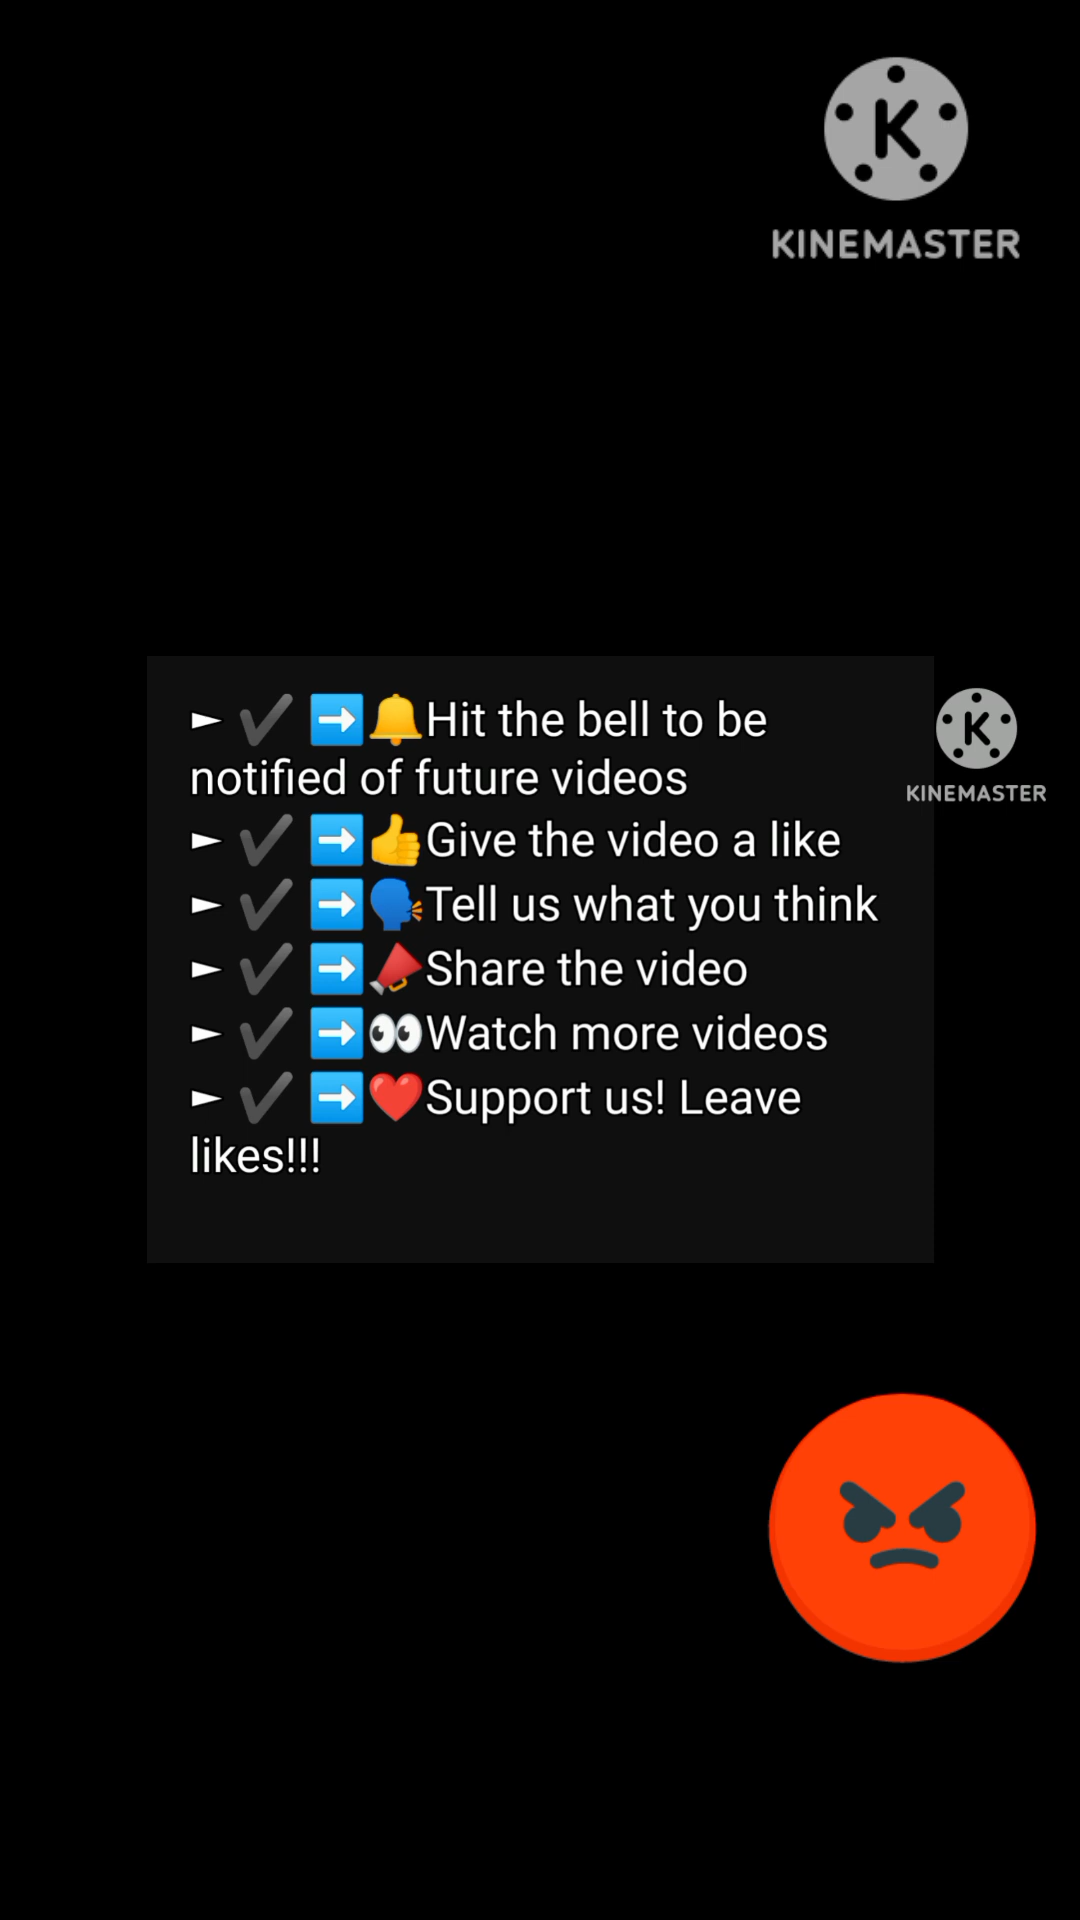 K
KINEMASTER
► ✔ ➡🔔Hit the bell to be
notified of future videos
K
KINEMASTER
► ✔ ➡👍Give the video a like
► ✔ ➡🗣Tell us what you think
► ✔ ➡📣Share the video
► ✔ ➡👀Watch more videos
► ✔ ➡❤️Support us! Leave
likes!!!